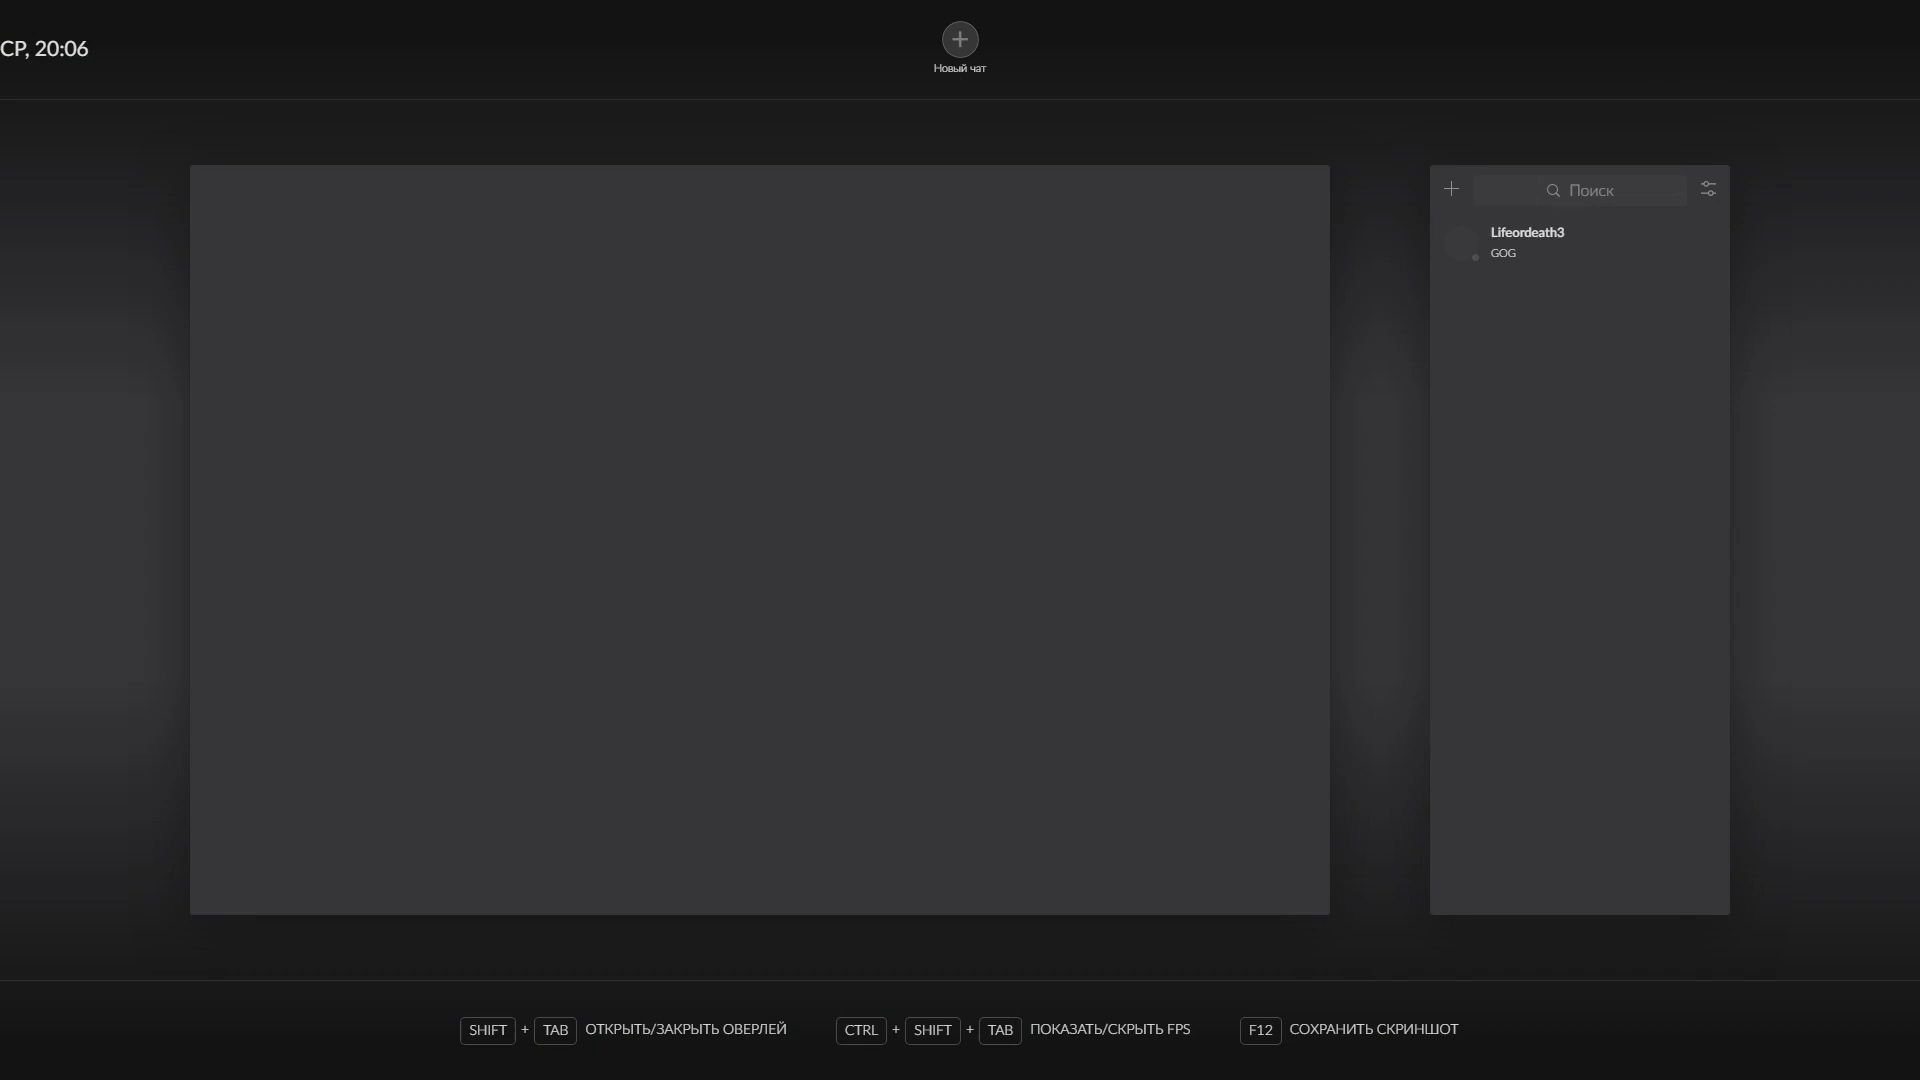 СР, 20:06
Новый чат
Поиск
Lifeordeath3
GOG
SHIFT + TAB ОТКРЫТЬ/ЗАКРЫТЬ ОВЕРЛЕЙ CTRL + SHIFT + TAB ПОКАЗАТЬ/СКРЫТЬ FPS F12 СОХРАНИТЬ СКРИНШОТ